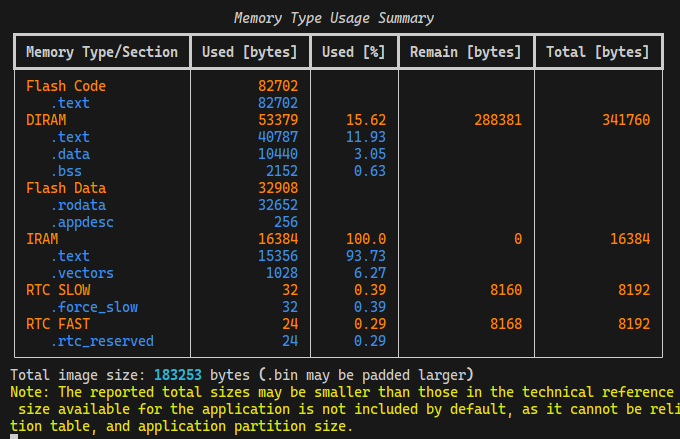 Memory Type Usage Summary
Memory Type/Section Used [bytes] Used [%] Remain [bytes] Total [bytes]
Flash Code 82702
.text 82702
DIRAM 53379 15.62 288381 341760
.text 40787 11.93
.data 10440 3.05
.bss 2152 0.63
Flash Data 32908
.rodata 32652
.appdesc 256
IRAM 16384 100.0 0 16384
.text 15356 93.73
.vectors 1028 6.27
RTC SLOW 32 0.39 8160 8192
.force_slow 32 0.39
RTC FAST 24 0.29 8168 8192
.rtc_reserved 24 0.29
Total image size: 183253 bytes (.bin may be padded larger)
Note: The reported total sizes may be smaller than those in the technical reference
size available for the application is not included by default, as it cannot be reli
tion table, and application partition size.